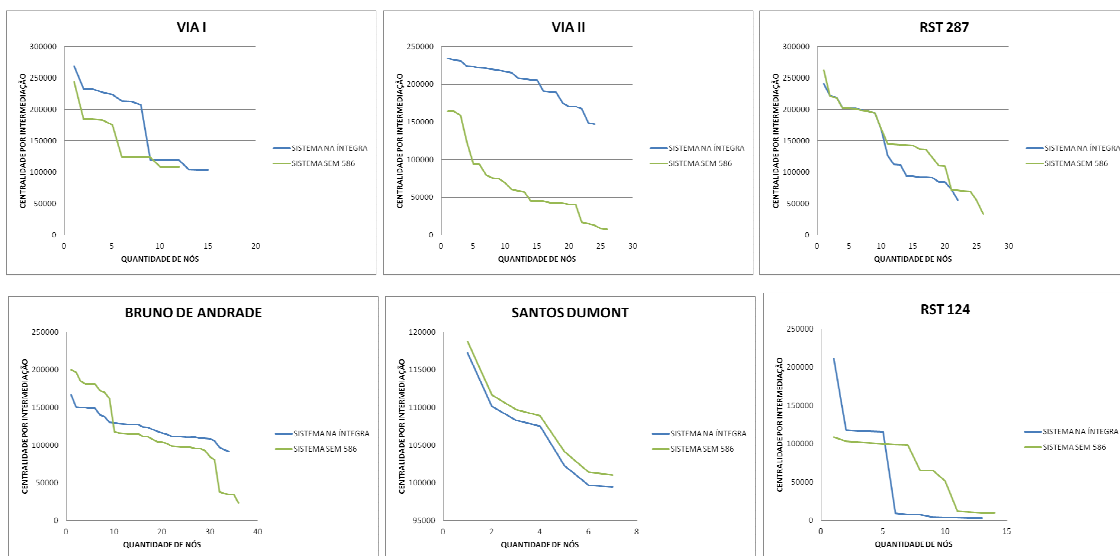 VIA I
CENTRALIDADE POR INTERMEDIAÇÃO
300000
250000
200000
150000
100000
50000
0
0 5 10 15 20
QUANTIDADE DE NÓS
SISTEMA NA ÍNTEGRA
SISTEMA SEM 586
VIA II
CENTRALIDADE POR INTERMEDIAÇÃO
250000
200000
150000
100000
50000
0
0 5 10 15 20 25 30
QUANTIDADE DE NÓS
SISTEMA NA ÍNTEGRA
SISTEMA SEM 586
RST 287
CENTRALIDADE POR INTERMEDIAÇÃO
300000
250000
200000
150000
100000
50000
0
0 5 10 15 20 25 30
QUANTIDADE DE NÓS
SISTEMA NA ÍNTEGRA
SISTEMA SEM 586
BRUNO DE ANDRADE
CENTRALIDADE POR INTERMEDIAÇÃO
250000
200000
150000
100000
50000
0
0 10 20 30 40
QUANTIDADE DE NÓS
SISTEMA NA ÍNTEGRA
SISTEMA SEM 586
SANTOS DUMONT
CENTRALIDADE POR INTERMEDIAÇÃO
120000
115000
110000
105000
100000
95000
0 2 4 6 8
QUANTIDADE DE NÓS
SISTEMA NA ÍNTEGRA
SISTEMA SEM 586
RST 124
CENTRALIDADE POR INTERMEDIAÇÃO
250000
200000
150000
100000
50000
0
0 5 10 15
QUANTIDADE DE NÓS
SISTEMA NA ÍNTEGRA
SISTEMA SEM 586